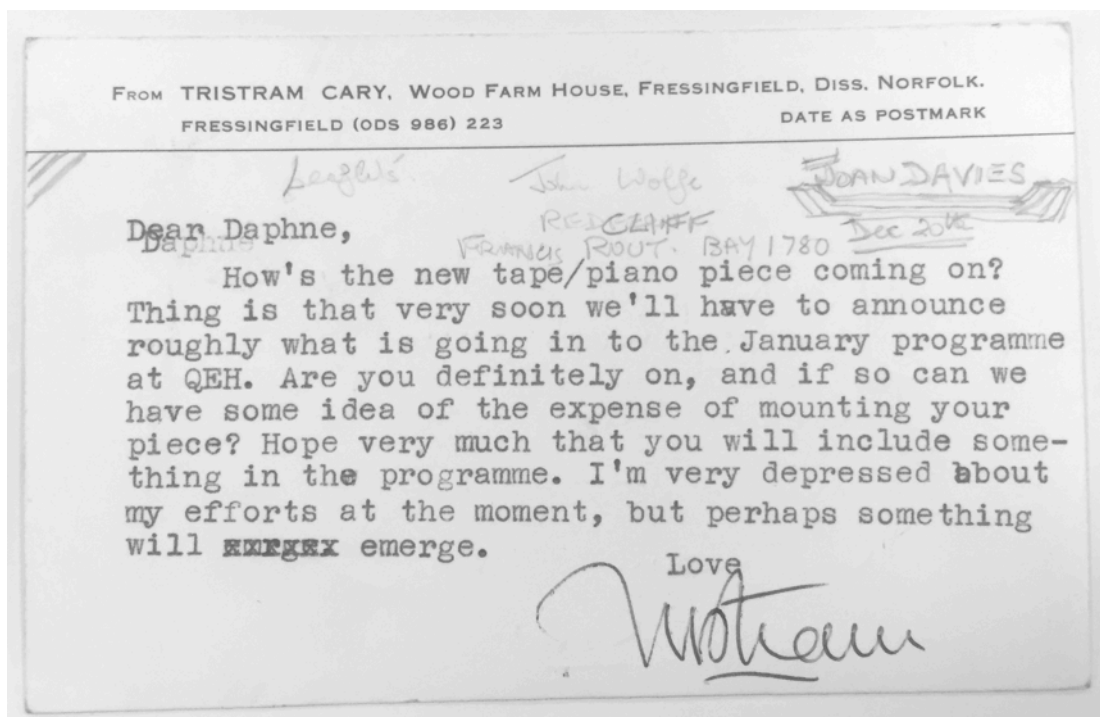 FROM TRISTRAM CARY, WOOD FARM HOUSE, FRESSINGFIELD, DISS, NORFOLK.
FRESSINGFIELD (ODS 986) 223
DATE AS POSTMARK
John Wolfe
JOAN DAVIES
REDCLIFF
Dec 20th
FRANCIS ROUT. BAY 1780
Dear Daphne,
Daphne
How's the new tape/piano piece coming on?
Thing is that very soon we'll have to announce
roughly what is going in to the January programme
at QEH. Are you definitely on, and if so can we
have some idea of the expense of mounting your
piece? Hope very much that you will include some-
thing in the programme. I'm very depressed about
my efforts at the moment, but perhaps something
will emerge.
Love
Tristram